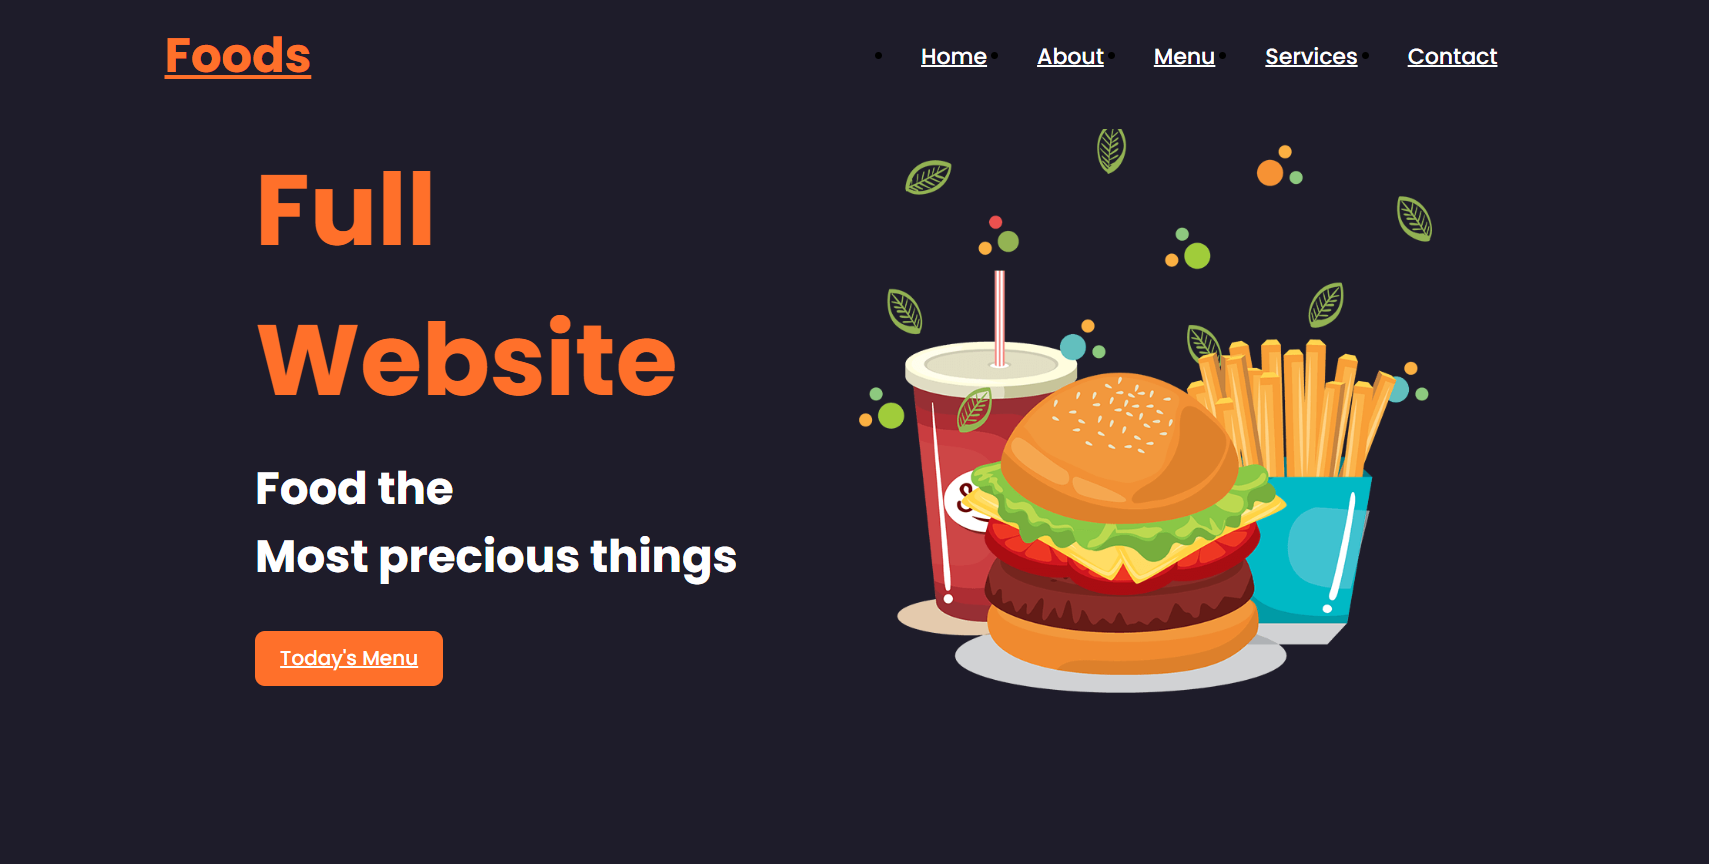 Foods
Home About Menu Services Contact
Full
Website
Food the
Most precious things
Today's Menu